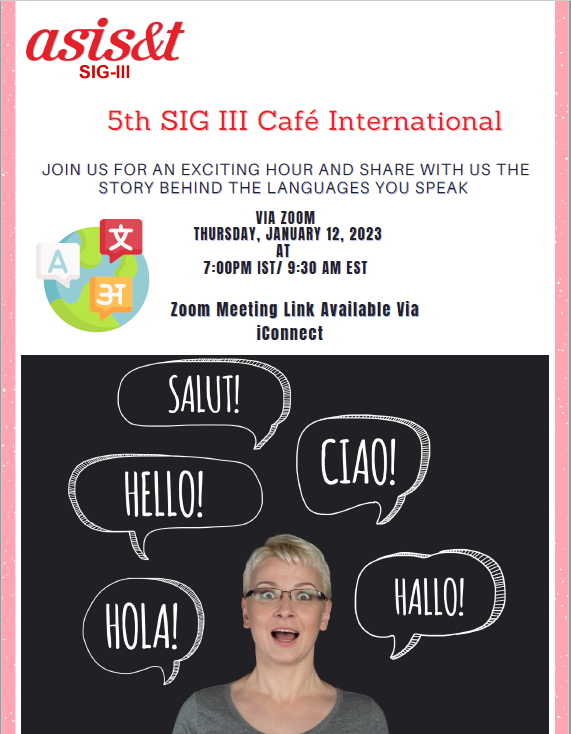 asis&t
SIG-III
5th SIG III Café International
JOIN US FOR AN EXCITING HOUR AND SHARE WITH US THE
STORY BEHIND THE LANGUAGES YOU SPEAK
VIA ZOOM
THURSDAY, JANUARY 12, 2023
AT
7:00PM IST/ 9:30 AM EST
文
A
अ
Zoom Meeting Link Available Via
iConnect
SALUT!
CIAO!
HELLO!
HALLO!
HOLA!